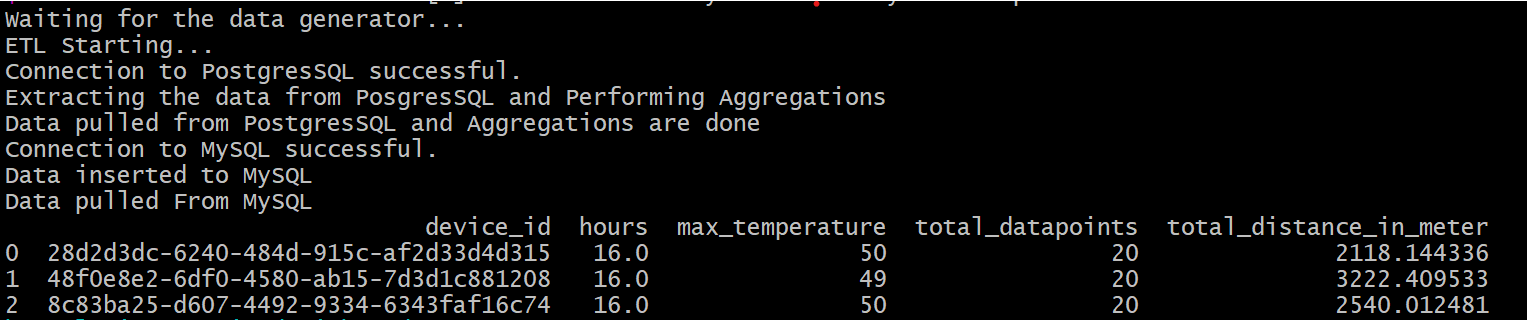 Waiting for the data generator...
ETL Starting...
Connection to PostgresSQL successful.
Extracting the data from PosgresSQL and Performing Aggregations
Data pulled from PostgresSQL and Aggregations are done
Connection to MySQL successful.
Data inserted to MySQL
Data pulled From MySQL
device_id hours max_temperature total_datapoints total_distance_in_meter
0 28d2d3dc-6240-484d-915c-af2d33d4d315 16.0 50 20 2118.144336
1 48f0e8e2-6df0-4580-ab15-7d3d1c881208 16.0 49 20 3222.409533
2 8c83ba25-d607-4492-9334-6343faf16c74 16.0 50 20 2540.012481